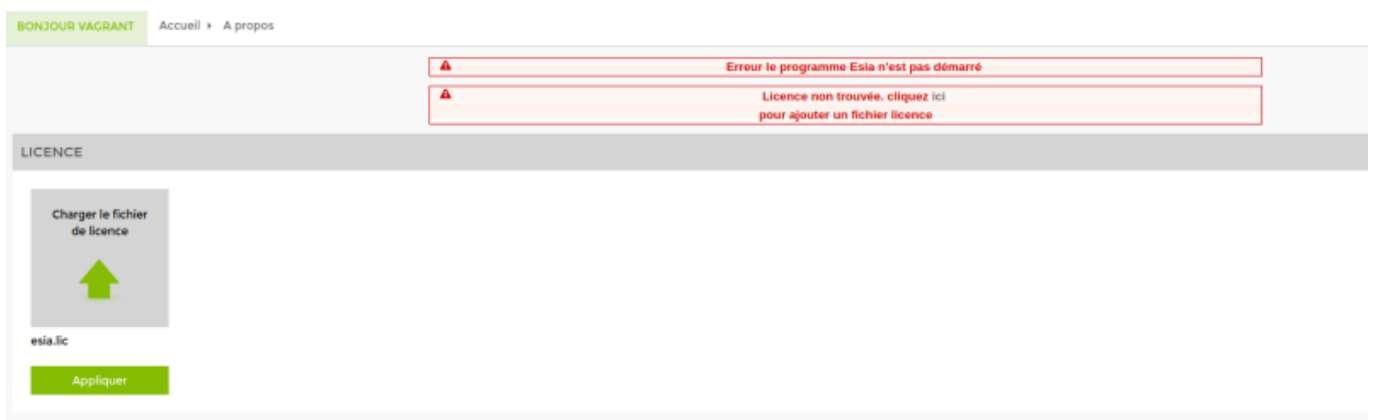 BONJOUR VAGRANT Accueil › A propos
Erreur le programme Esia n'est pas démarré
Licence non trouvée. cliquez ici
pour ajouter un fichier licence
LICENCE
Charger le fichier
de licence
esia.lic
Appliquer